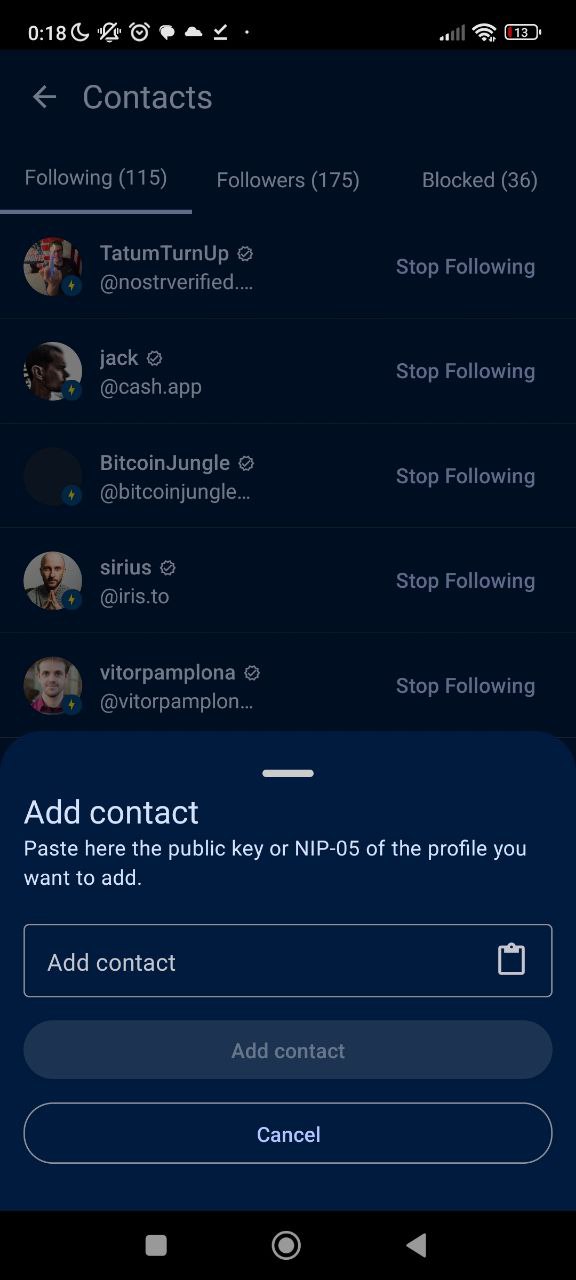 0:18
13
Contacts
Following (115)
Followers (175)
Blocked (36)
TatumTurnUp
@nostrverified....
Stop Following
jack
@cash.app
Stop Following
BitcoinJungle
@bitcoinjungle...
Stop Following
sirius
@iris.to
Stop Following
vitorpamplona
@vitorpamplon...
Stop Following
Add contact
Paste here the public key or NIP-05 of the profile you
want to add.
Add contact
Add contact
Cancel